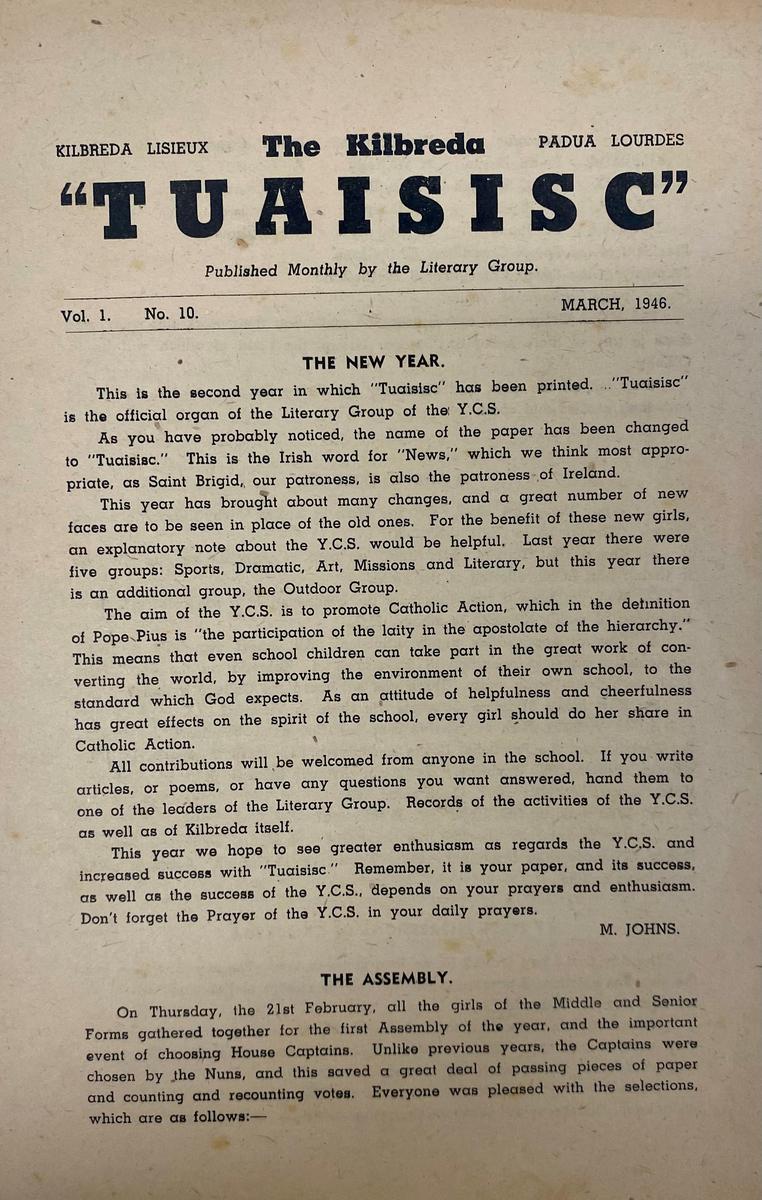 KILBREDA LISIEUX The Kilbreda PADUA LOURDES
"TUAISISC"
Published Monthly by the Literary Group.
Vol. 1. No. 10. MARCH, 1946.
THE NEW YEAR.
This is the second year in which "Tuaisisc" has been printed. .."Tuaisisc"
is the official organ of the Literary Group of the Y.C.S.
As you have probably noticed, the name of the paper has been changed
to "Tuaisisc." This is the Irish word for "News," which we think most appro-
priate, as Saint Brigid, our patroness, is also the patroness of Ireland.
This year has brought about many changes, and a great number of new
faces are to be seen in place of the old ones. For the benefit of these new girls,
an explanatory note about the Y.C.S. would be helpful. Last year there were
five groups: Sports, Dramatic, Art, Missions and Literary, but this year there
is an additional group, the Outdoor Group.
The aim of the Y.C.S. is to promote Catholic Action, which in the definition
of Pope Pius is "the participation of the laity in the apostolate of the hierarchy."
This means that even school children can take part in the great work of con-
verting the world, by improving the environment of their own school, to the
standard which God expects. As an attitude of helpfulness and cheerfulness
has great effects on the spirit of the school, every girl should do her share in
Catholic Action.
All contributions will be welcomed from anyone in the school. If you write
articles, or poems, or have any questions you want answered, hand them to
one of the leaders of the Literary Group. Records of the activities of the Y.C.S.
as well as of Kilbreda itself.
This year we hope to see greater enthusiasm as regards the Y.C.S. and
increased success with "Tuaisisc." Remember, it is your paper, and its success,
as well as the success of the Y.C.S., depends on your prayers and enthusiasm.
Don't forget the Prayer of the Y.C.S. in your daily prayers.
M. JOHNS.
THE ASSEMBLY.
On Thursday, the 21st February, all the girls of the Middle and Senior
Forms gathered together for the first Assembly of the year, and the important
event of choosing House Captains. Unlike previous years, the Captains were
chosen by the Nuns, and this saved a great deal of passing pieces of paper
and counting and recounting votes. Everyone was pleased with the selections,
which are as follows:—